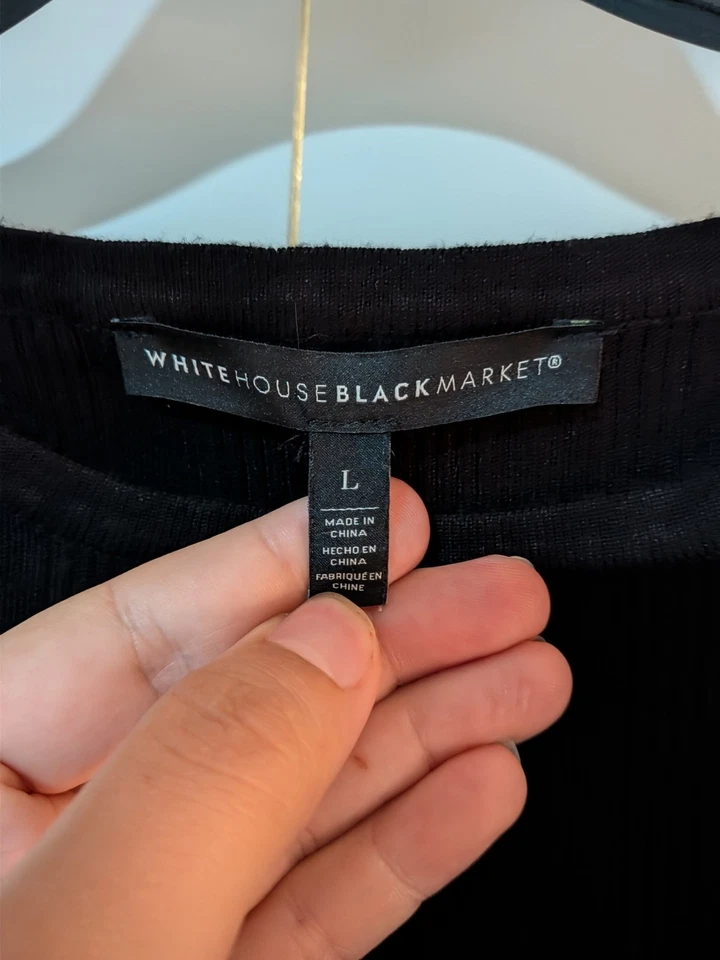 WHITEHOUSEBLACKMARKET®
L
MADE IN
CHINA
HECHO EN
CHINA
FABRIQUÉ EN
CHINE